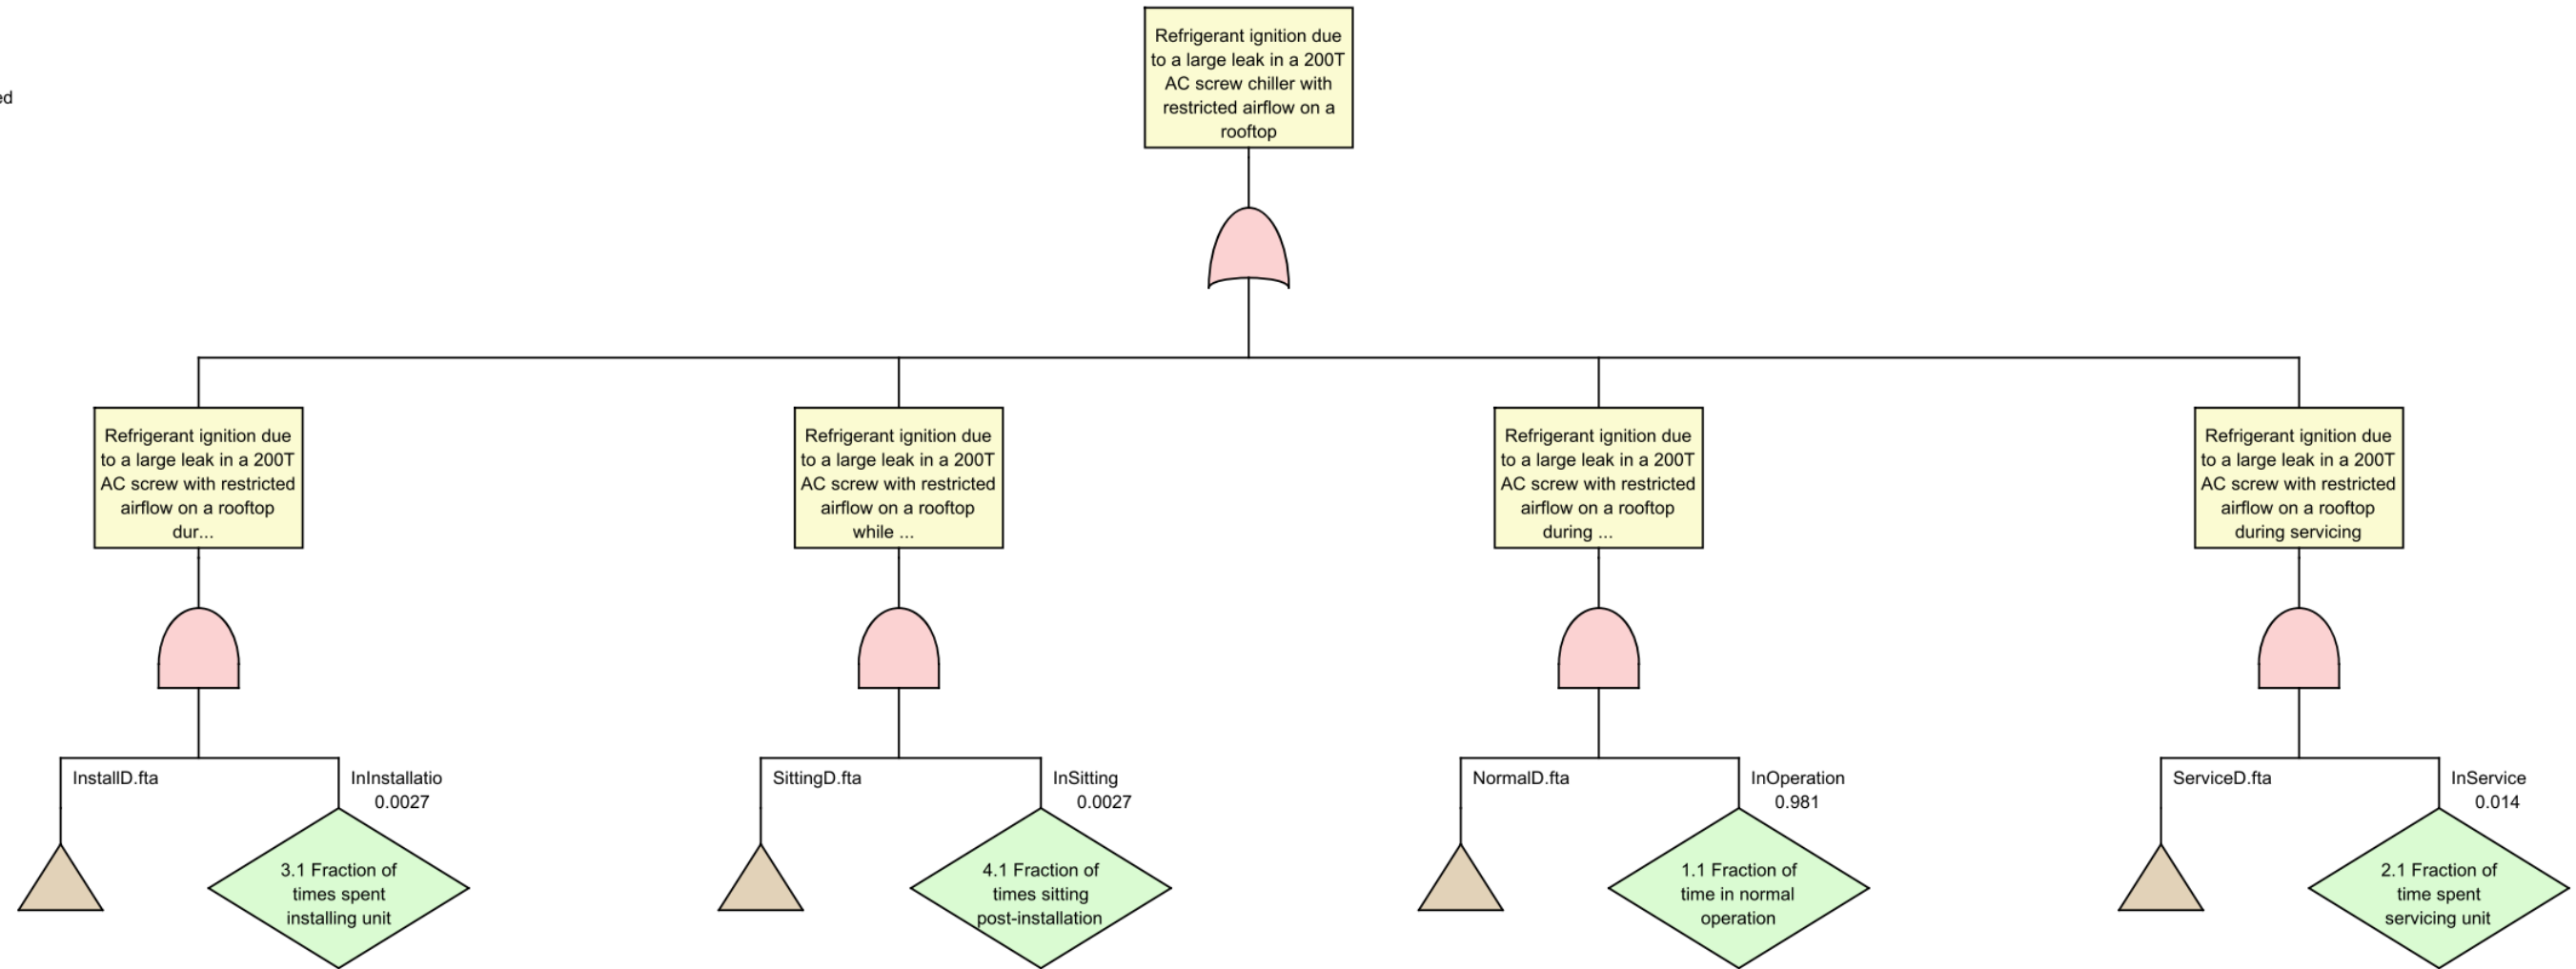 Refrigerant ignition due
to a large leak in a 200T
AC screw chiller with
restricted airflow on a
rooftop
ed
Refrigerant ignition due
to a large leak in a 200T
AC screw with restricted
airflow on a rooftop
dur...
Refrigerant ignition due
to a large leak in a 200T
AC screw with restricted
airflow on a rooftop
while ...
Refrigerant ignition due
to a large leak in a 200T
AC screw with restricted
airflow on a rooftop
during ...
Refrigerant ignition due
to a large leak in a 200T
AC screw with restricted
airflow on a rooftop
during servicing
InstallD.fta
InInstallatio
0.0027
3.1 Fraction of
times spent
installing unit
SittingD.fta
InSitting
0.0027
4.1 Fraction of
times sitting
post-installation
NormalD.fta
InOperation
0.981
1.1 Fraction of
time in normal
operation
ServiceD.fta
InService
0.014
2.1 Fraction of
time spent
servicing unit